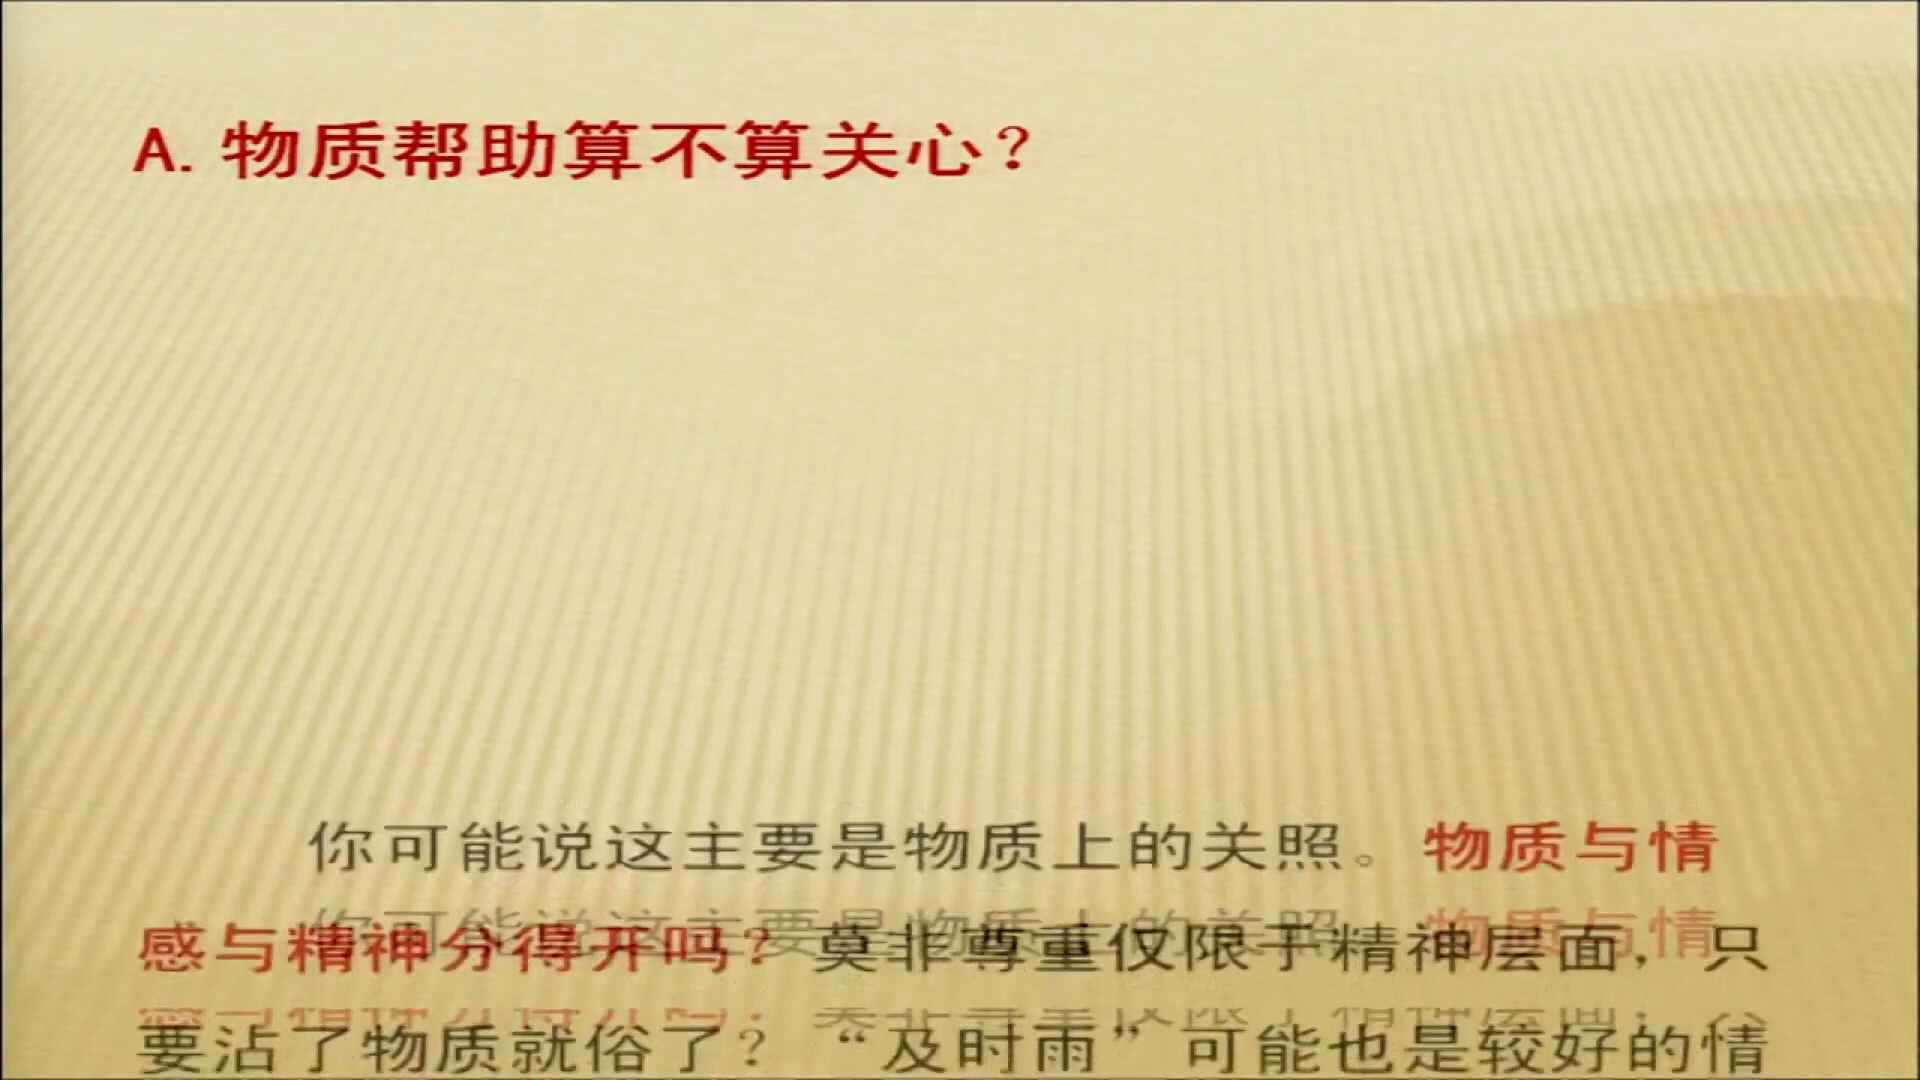 A. 物质帮助算不算关心？
你可能说这主要是物质上的关照。物质与情
感与精神分得开吗？莫非尊重仅限于精神层面，只
要沾了物质就俗了？“及时雨”可能也是较好的情